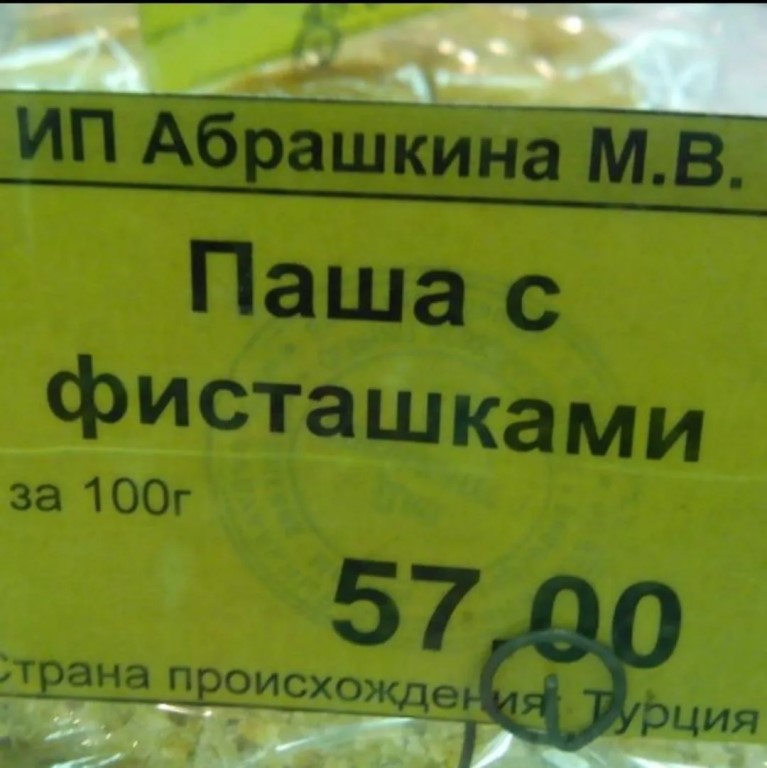 ИП Абрашкина М.В.
Паша с
фисташками
за 100г
57.00
Страна происхождения: Турция